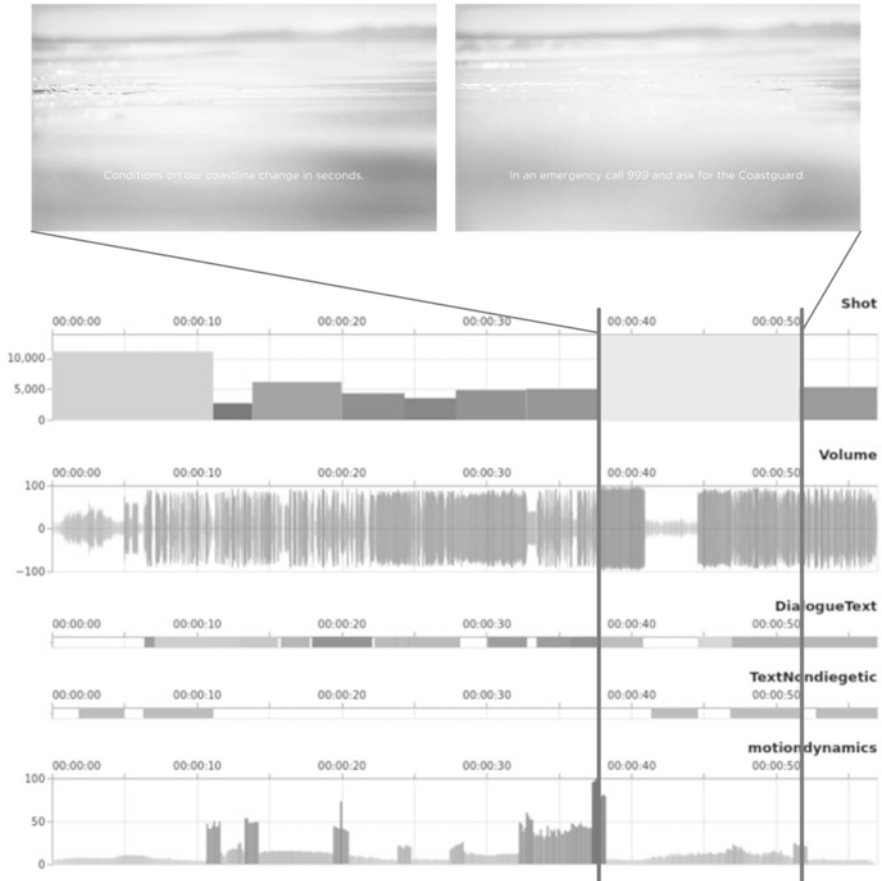 Conditions on our coastline change in seconds.
In an emergency call 999 and ask for the Coastguard.
Shot
00:00:00 00:00:10 00:00:20 00:00:30 00:00:40 00:00:50
10,000
5,000
0
Volume
00:00:00 00:00:10 00:00:20 00:00:30 00:00:40 00:00:50
100
0
−100
DialogueText
00:00:00 00:00:10 00:00:20 00:00:30 00:00:40 00:00:50
TextNondiegetic
00:00:00 00:00:10 00:00:20 00:00:30 00:00:40 00:00:50
motiondynamics
00:00:00 00:00:10 00:00:20 00:00:30 00:00:40 00:00:50
100
50
0